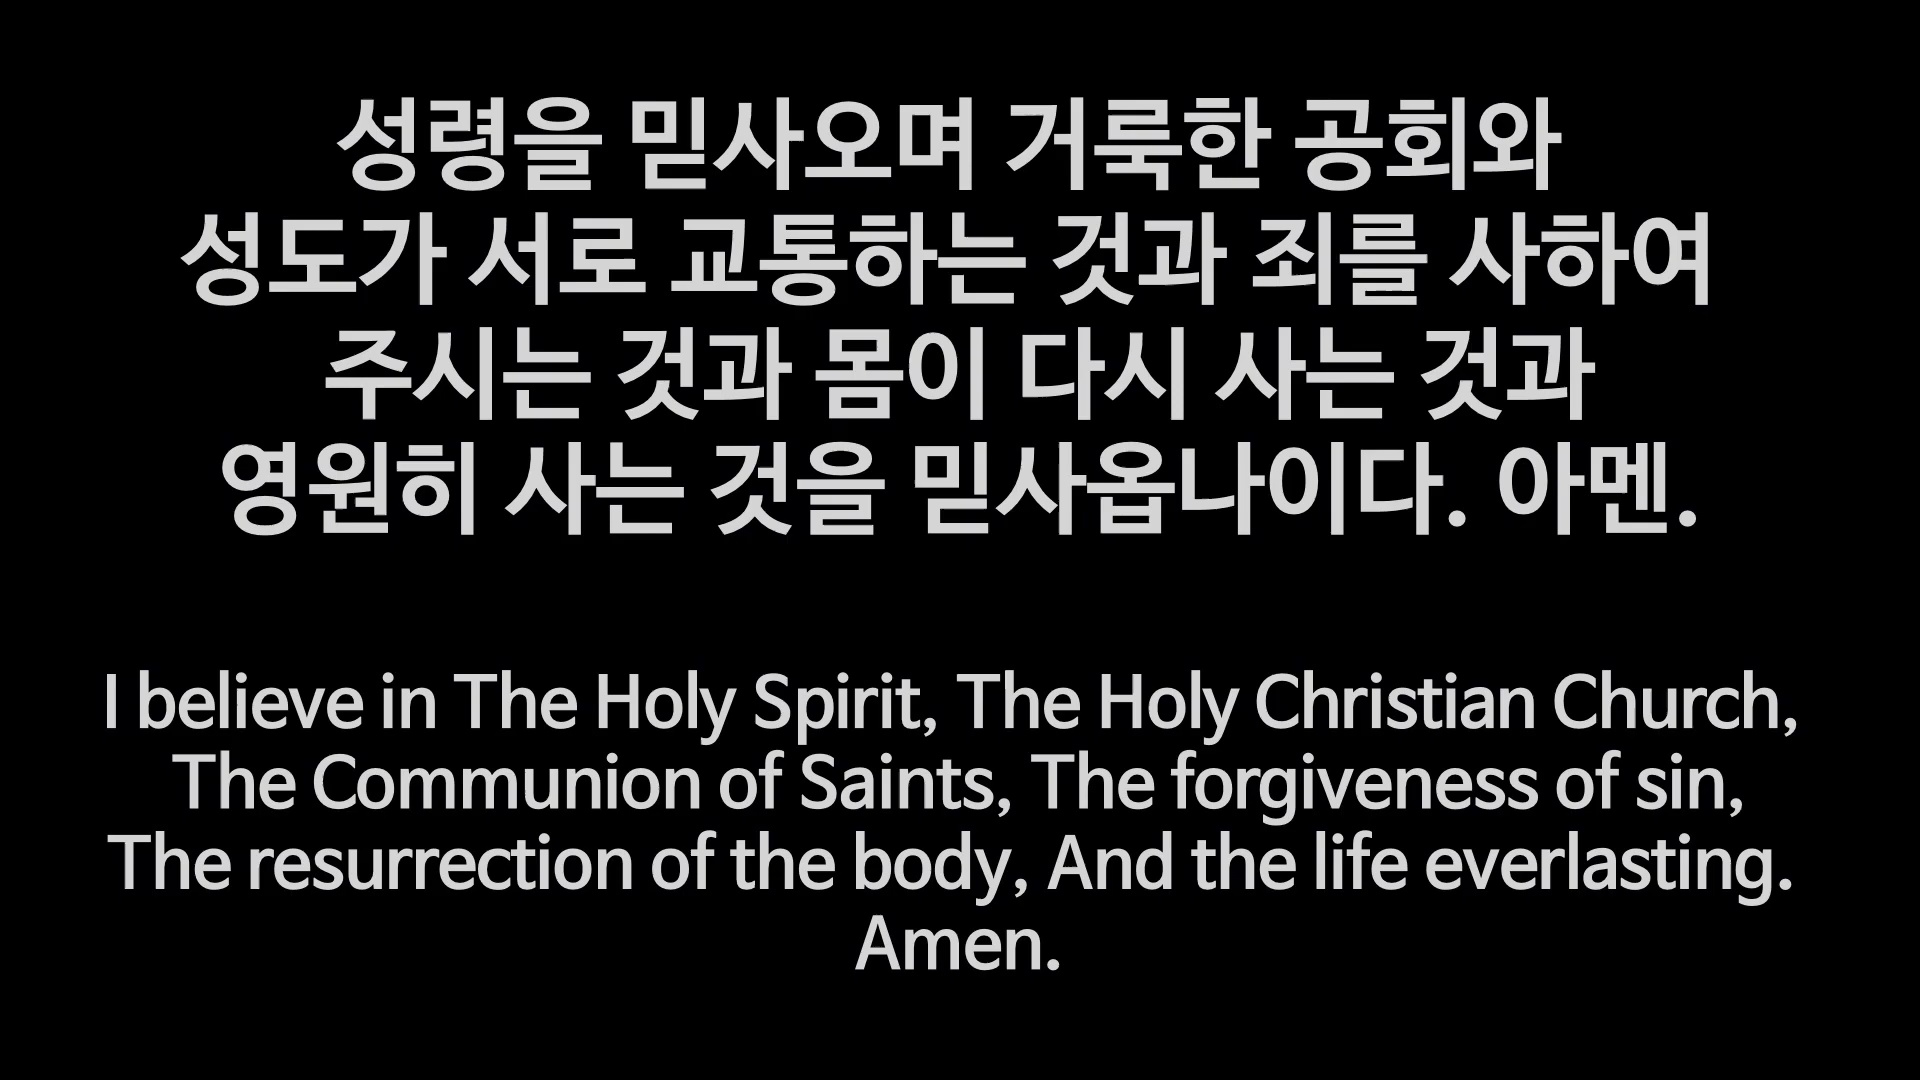 성령을 믿사오며 거룩한 공회와
성도가 서로 교통하는 것과 죄를 사하여
주시는 것과 몸이 다시 사는 것과
영원히 사는 것을 믿사옵나이다. 아멘.
I believe in The Holy Spirit, The Holy Christian Church,
The Communion of Saints, The forgiveness of sin,
The resurrection of the body, And the life everlasting.
Amen.